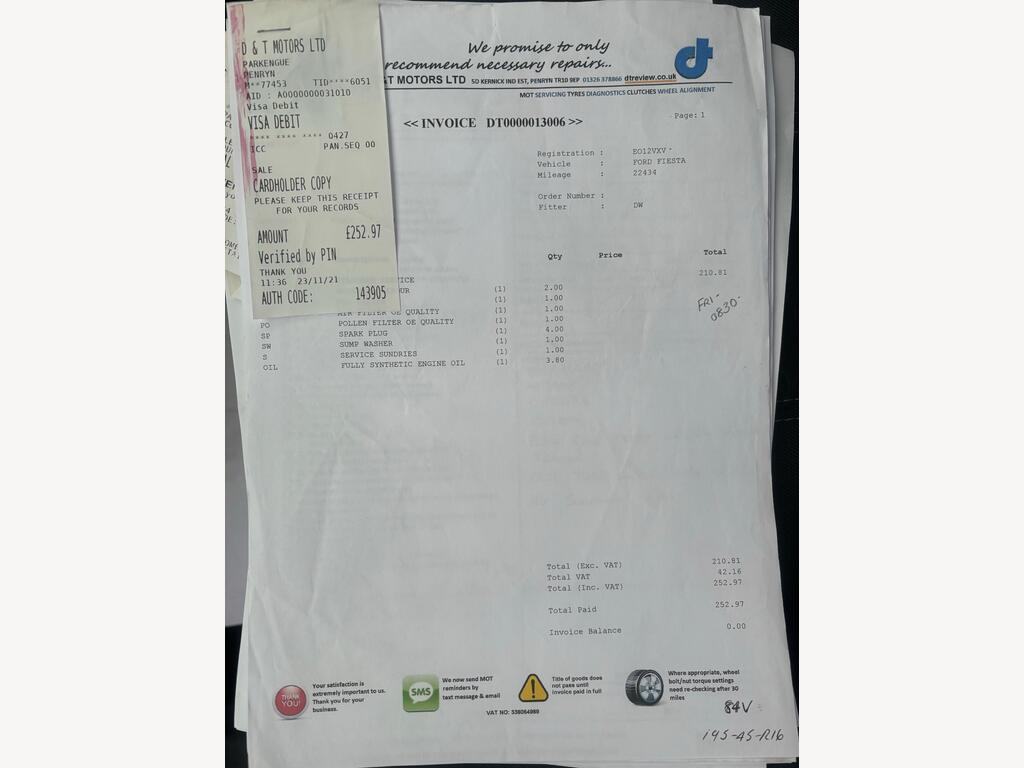 D & T MOTORS LTD
PARKENGUE
PENRYN
M**77453 TID****6051
AID : A0000000031010
Visa Debit
VISA DEBIT
**** **** **** 0427
ICC PAN.SEQ 00
SALE
CARDHOLDER COPY
PLEASE KEEP THIS RECEIPT
FOR YOUR RECORDS
AMOUNT £252.97
Verified by PIN
THANK YOU
11:36 23/11/21
AUTH CODE: 143905
We promise to only
recommend necessary repairs...
dt
T MOTORS LTD 5D KERNICK IND EST, PENRYN TR10 9EP 01326 378866 dtreview.co.uk
MOT SERVICING TYRES DIAGNOSTICS CLUTCHES WHEEL ALIGNMENT
<< INVOICE DT0000013006 >>
Page: 1
Registration : EO12VXV
Vehicle : FORD FIESTA
Mileage : 22434
Order Number :
Fitter : DW
Qty Price Total
210.81
(1) 2.00
(1) 1.00
AIR FILTER OE QUALITY (1) 1.00
PO POLLEN FILTER OE QUALITY (1) 1.00
SP SPARK PLUG (1) 4.00
SW SUMP WASHER (1) 1.00
S SERVICE SUNDRIES (1) 1.00
OIL FULLY SYNTHETIC ENGINE OIL (1) 3.80
FRI-
0830-
Total (Exc. VAT) 210.81
Total VAT 42.16
Total (Inc. VAT) 252.97
Total Paid 252.97
Invoice Balance 0.00
THANK YOU!
Your satisfaction is
extremely important to us.
Thank you for your
business.
SMS
We now send MOT
reminders by
text message & email
Title of goods does
not pass until
invoice paid in full
Where appropriate, wheel
bolt/nut torque settings
need re-checking after 30
miles
VAT NO: 538064989
84V
195-45-R16